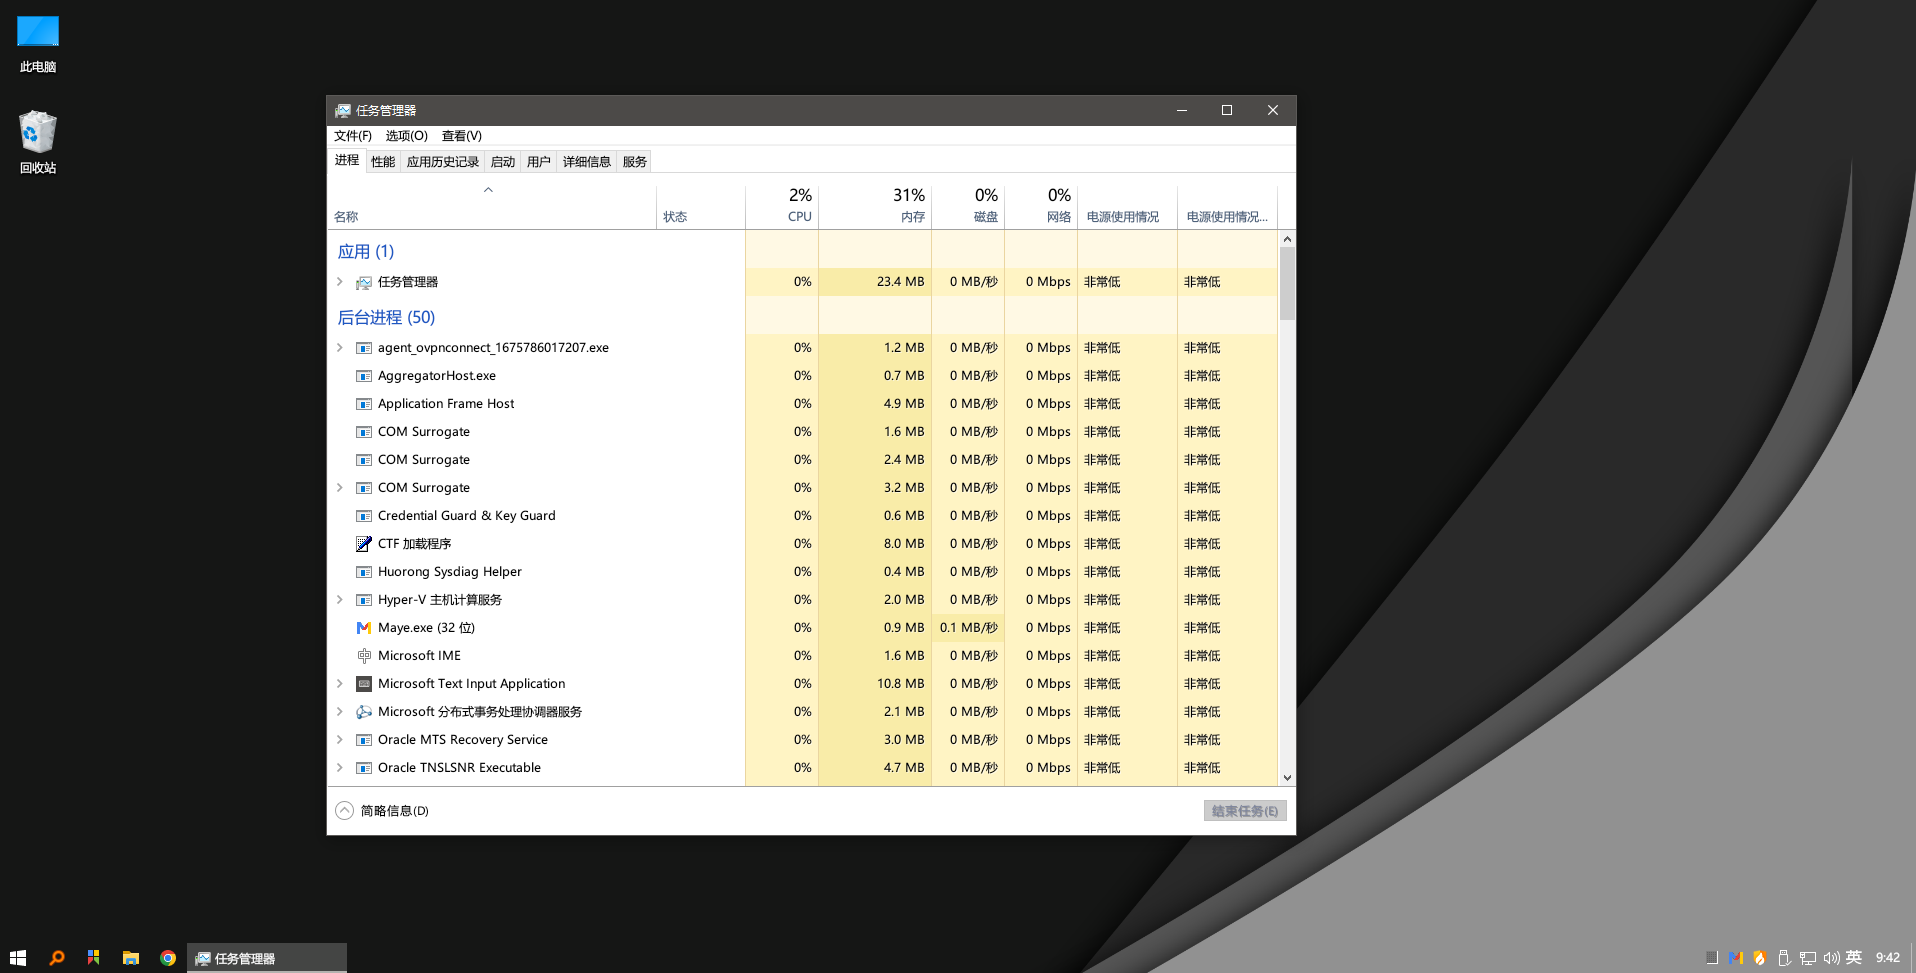 此电脑
回收站
任务管理器
文件(F) 选项(O) 查看(V)
进程 性能 应用历史记录 启动 用户 详细信息 服务
2% 31% 0% 0%
名称 状态 CPU 内存 磁盘 网络 电源使用情况 电源使用情况...
应用 (1)
任务管理器 0% 23.4 MB 0 MB/秒 0 Mbps 非常低 非常低
后台进程 (50)
agent_ovpnconnect_1675786017207.exe 0% 1.2 MB 0 MB/秒 0 Mbps 非常低 非常低
AggregatorHost.exe 0% 0.7 MB 0 MB/秒 0 Mbps 非常低 非常低
Application Frame Host 0% 4.9 MB 0 MB/秒 0 Mbps 非常低 非常低
COM Surrogate 0% 1.6 MB 0 MB/秒 0 Mbps 非常低 非常低
COM Surrogate 0% 2.4 MB 0 MB/秒 0 Mbps 非常低 非常低
COM Surrogate 0% 3.2 MB 0 MB/秒 0 Mbps 非常低 非常低
Credential Guard & Key Guard 0% 0.6 MB 0 MB/秒 0 Mbps 非常低 非常低
CTF 加载程序 0% 8.0 MB 0 MB/秒 0 Mbps 非常低 非常低
Huorong Sysdiag Helper 0% 0.4 MB 0 MB/秒 0 Mbps 非常低 非常低
Hyper-V 主机计算服务 0% 2.0 MB 0 MB/秒 0 Mbps 非常低 非常低
Maye.exe (32 位) 0% 0.9 MB 0.1 MB/秒 0 Mbps 非常低 非常低
Microsoft IME 0% 1.6 MB 0 MB/秒 0 Mbps 非常低 非常低
Microsoft Text Input Application 0% 10.8 MB 0 MB/秒 0 Mbps 非常低 非常低
Microsoft 分布式事务处理协调器服务 0% 2.1 MB 0 MB/秒 0 Mbps 非常低 非常低
Oracle MTS Recovery Service 0% 3.0 MB 0 MB/秒 0 Mbps 非常低 非常低
Oracle TNSLSNR Executable 0% 4.7 MB 0 MB/秒 0 Mbps 非常低 非常低
简略信息(D) 结束任务(E)
任务管理器 英 9:42